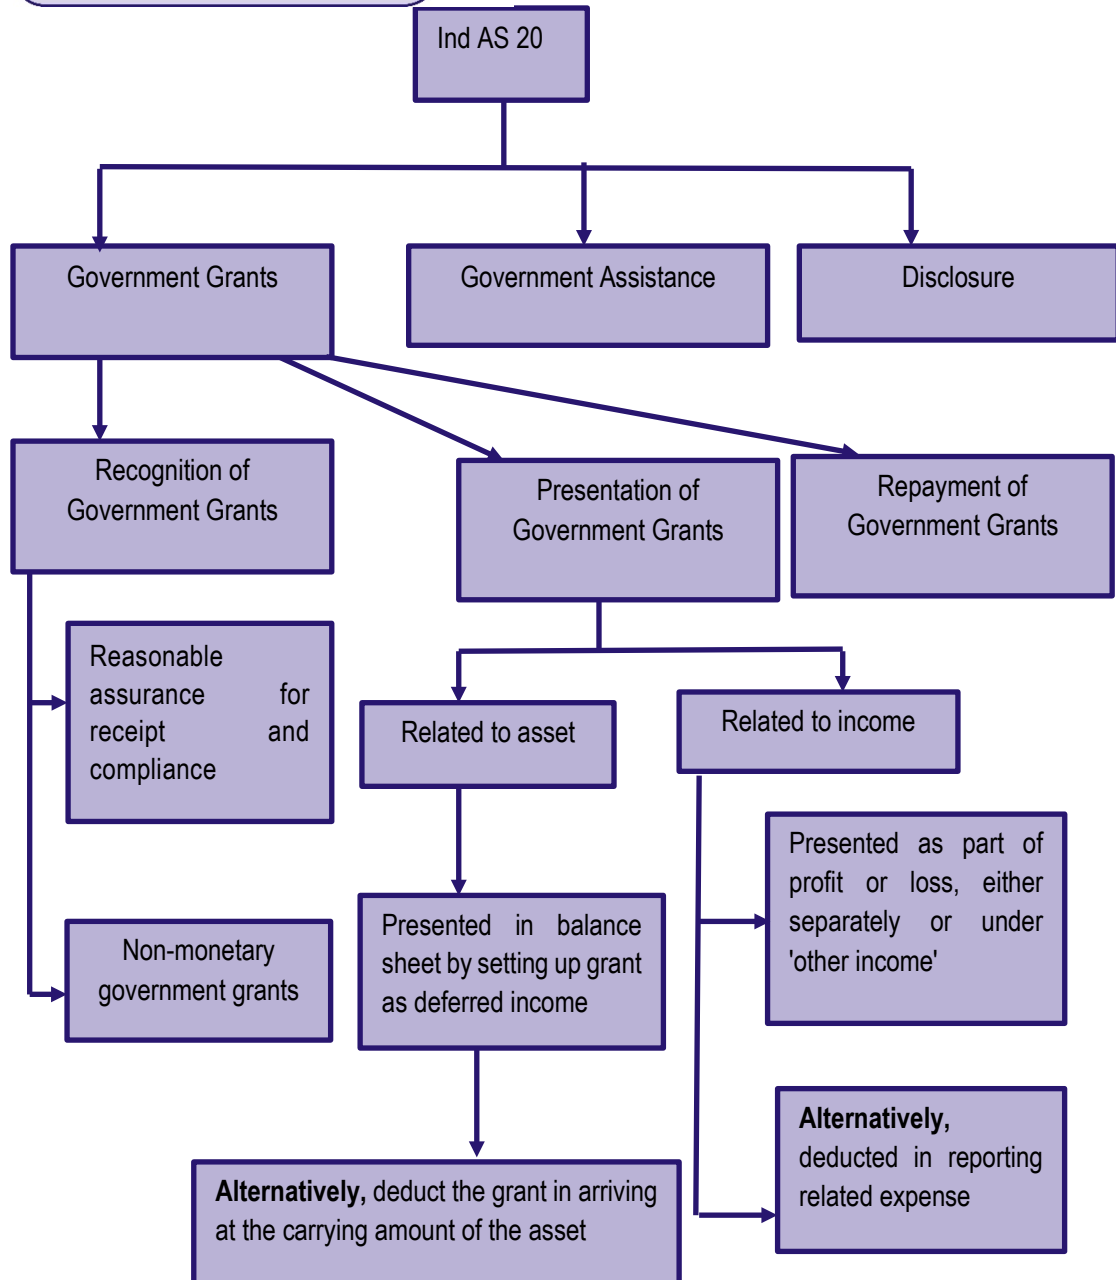 Ind AS 20
Government Grants
Government Assistance
Disclosure
Recognition of
Government Grants
Presentation of
Government Grants
Repayment of
Government Grants
Reasonable
assurance for
receipt and
compliance
Non-monetary
government grants
Related to asset
Related to income
Presented in balance
sheet by setting up grant
as deferred income
Alternatively, deduct the grant in arriving
at the carrying amount of the asset
Presented as part of
profit or loss, either
separately or under
'other income'
Alternatively,
deducted in reporting
related expense